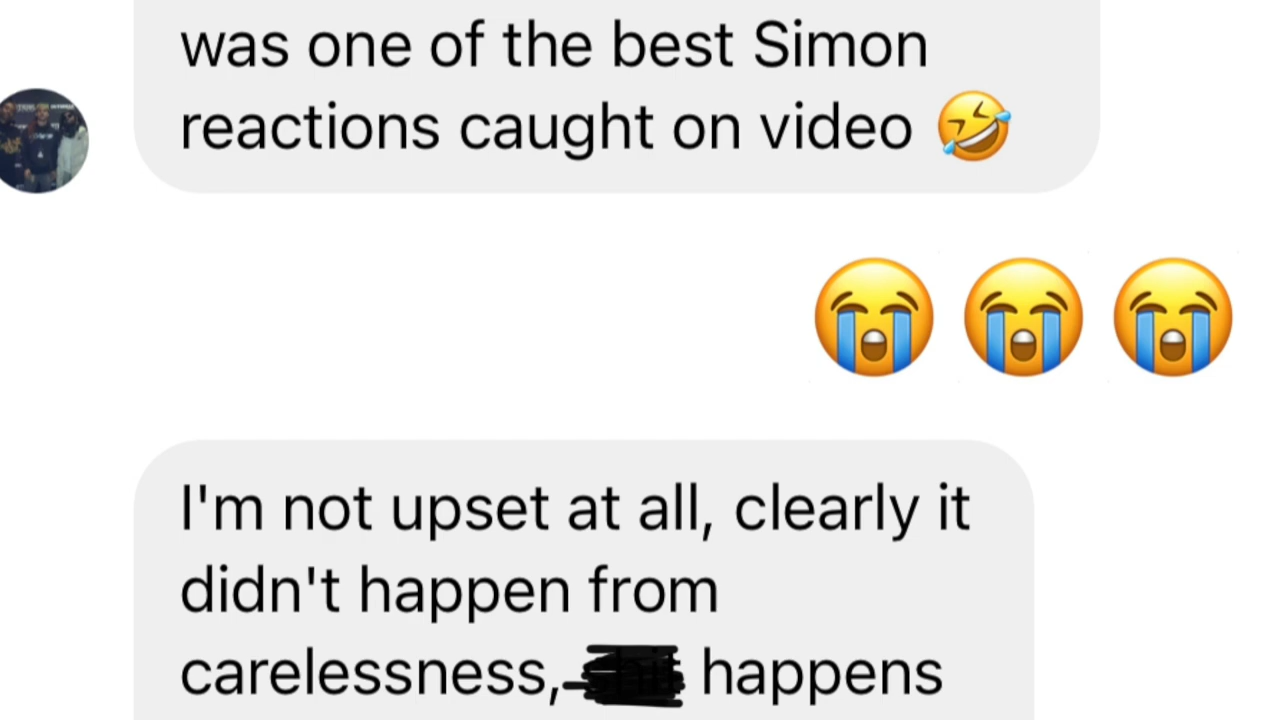 was one of the best Simon
reactions caught on video 🤣
😭 😭 😭
I'm not upset at all, clearly it
didn't happen from
carelessness, happens